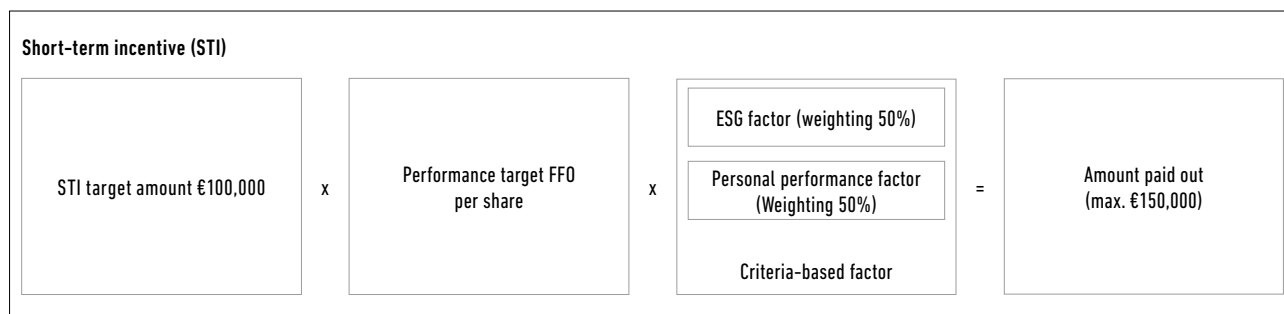 Short-term incentive (STI)
STI target amount €100,000
x
Performance target FFO
per share
x
ESG factor (weighting 50%)
Personal performance factor
(Weighting 50%)
Criteria-based factor
=
Amount paid out
(max. €150,000)